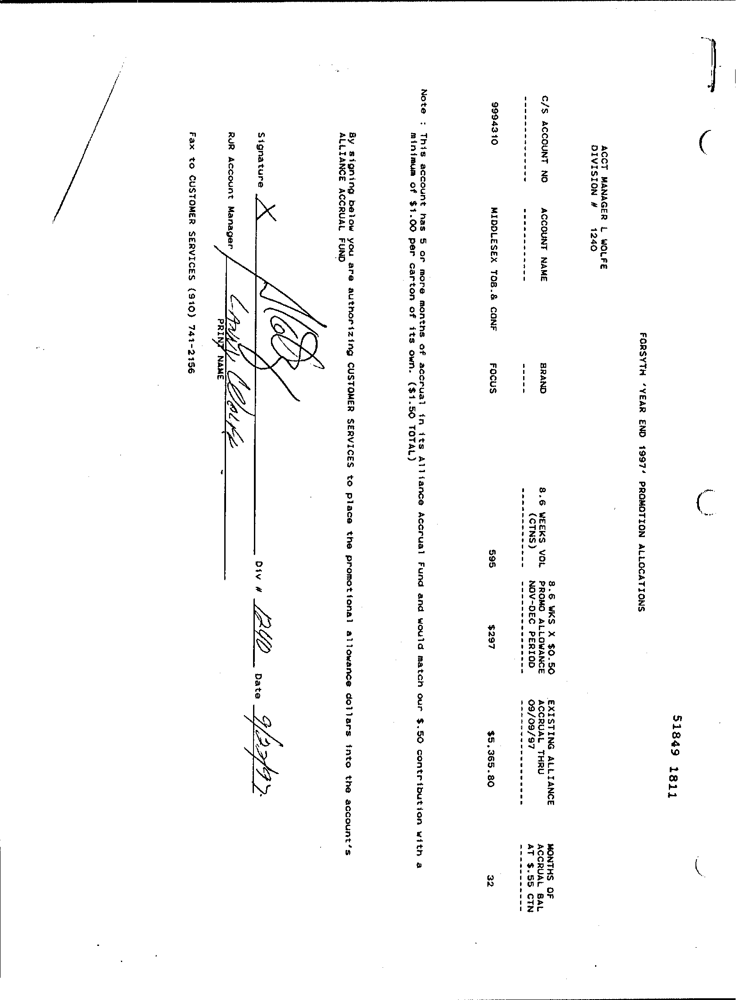 51849 1811
FORSYTH 'YEAR END 1997' PROMOTION ALLOCATIONS
ACCT MANAGER L WOLFE
DIVISION # 1240
8.6 WKS X $0.50 EXISTING ALLIANCE MONTHS OF
C/S ACCOUNT NO ACCOUNT NAME BRAND 8.6 WEEKS VOL PROMO ALLOWANCE ACCRUAL THRU ACCRUAL BAL
(CTNS) NOV-DEC PERIOD 09/09/97 AT $.55 CTN
-------------- ------------ ----- ------------- --------------- ----------------- ------------
9994310 MIDDLESEX TOB.& CONF FOCUS 595 $297 $5,365.80 32
Note : This account has 5 or more months of accrual in its Alliance Accrual Fund and would match our $.50 contribution with a
minimum of $1.00 per carton of its own. ($1.50 TOTAL)
By signing below you are authorizing CUSTOMER SERVICES to place the promotional allowance dollars into the account's
ALLIANCE ACCRUAL FUND
Signature X Div # 1240 Date 9/22/97
RJR Account Manager LARRY WOLFE
PRINT NAME
Fax to CUSTOMER SERVICES (910) 741-2156